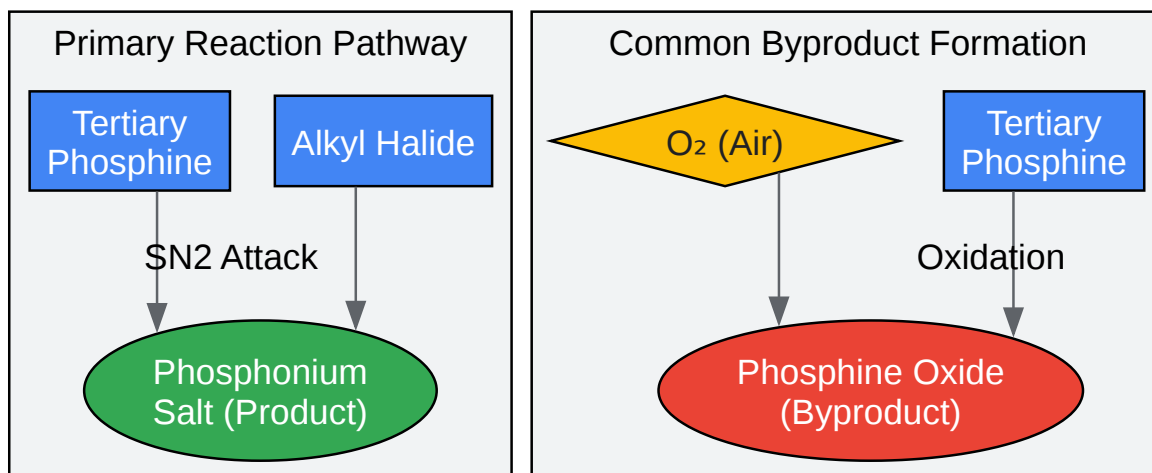 Primary Reaction Pathway
Tertiary
Phosphine
Alkyl Halide
SN2 Attack
Phosphonium
Salt (Product)
Common Byproduct Formation
O₂ (Air)
Tertiary
Phosphine
Oxidation
Phosphine Oxide
(Byproduct)